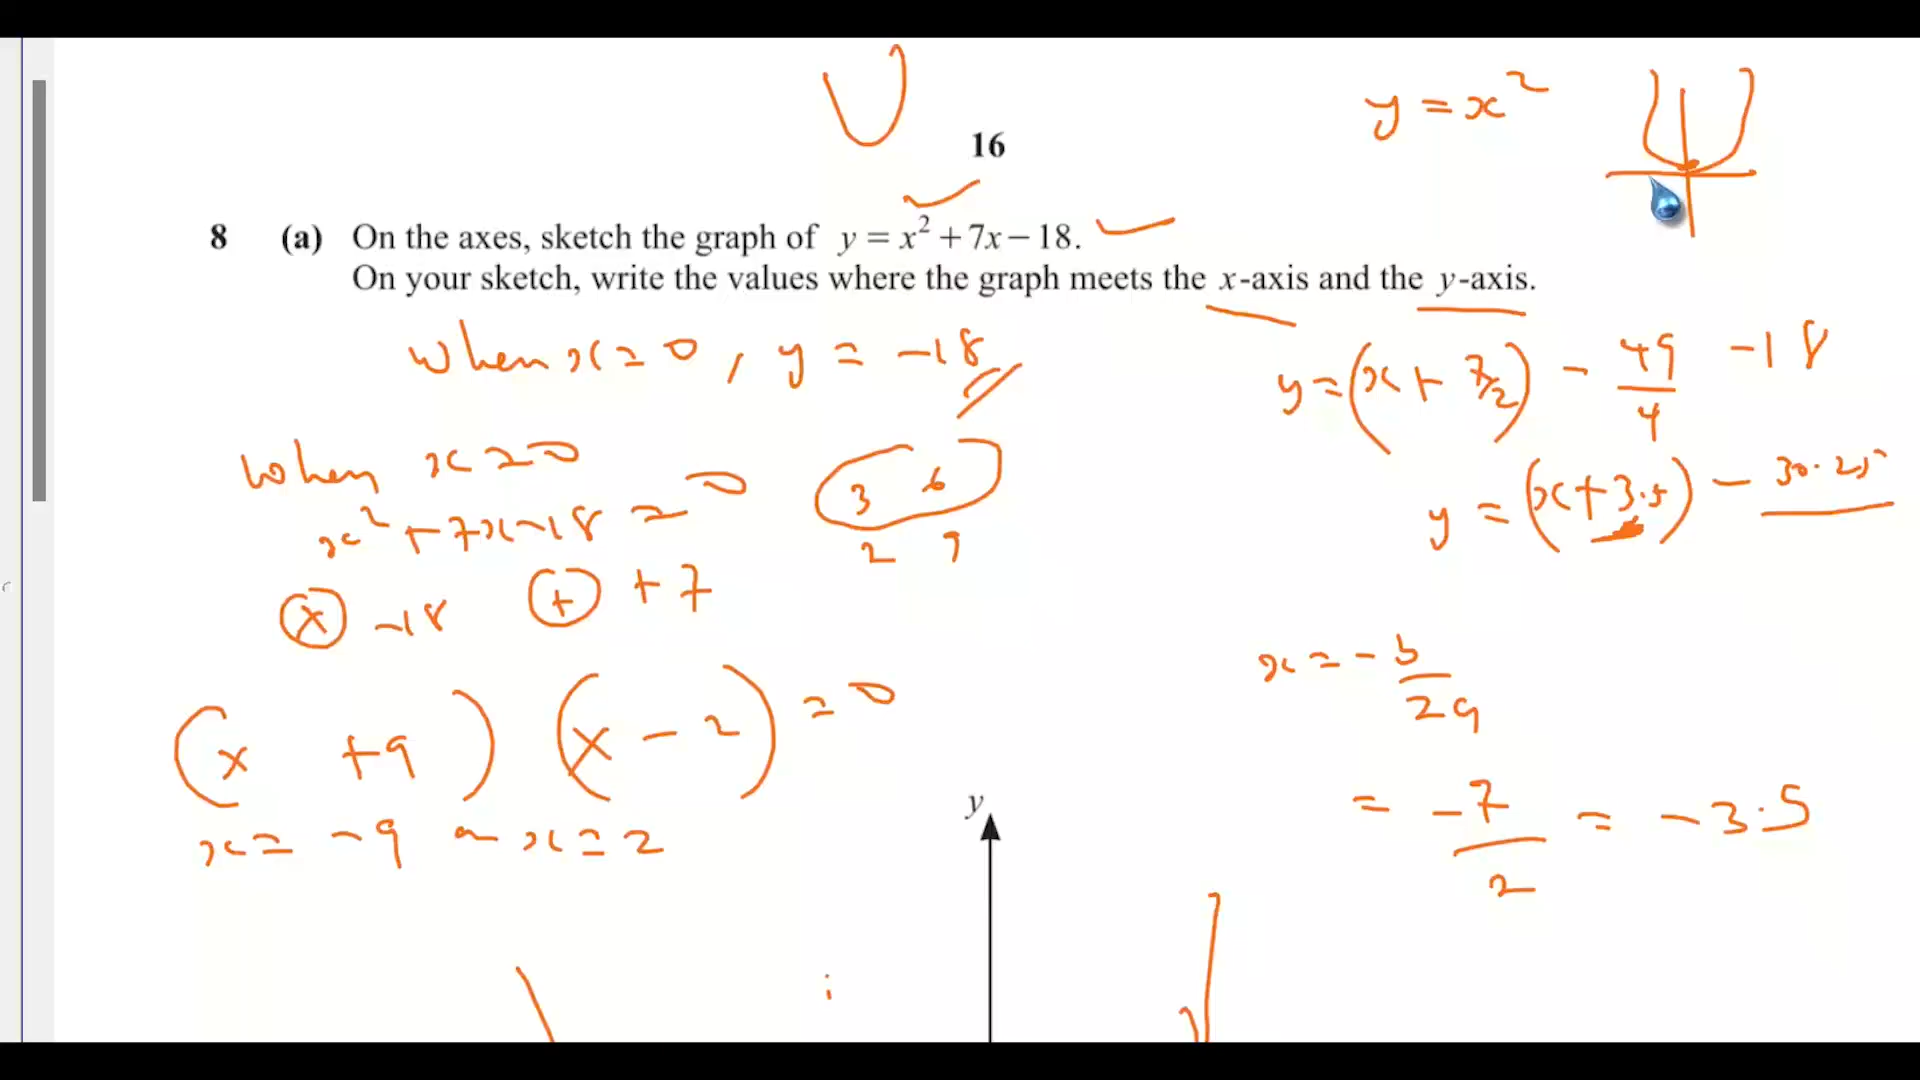 y = x²
16
8 (a) On the axes, sketch the graph of y = x² + 7x − 18.
On your sketch, write the values where the graph meets the x-axis and the y-axis.
when x = 0 , y = -18
y = (x + 7/2) - 49/4 - 18
when x = 0
3 6
y = (x + 3.5) - 30.25
x² + 7x - 18 = 0
2 9
x -18 + + 7
x = - b/2a
(x + 9) (x - 2) = 0
= -7/2 = -3.5
x = -9 x = 2
y